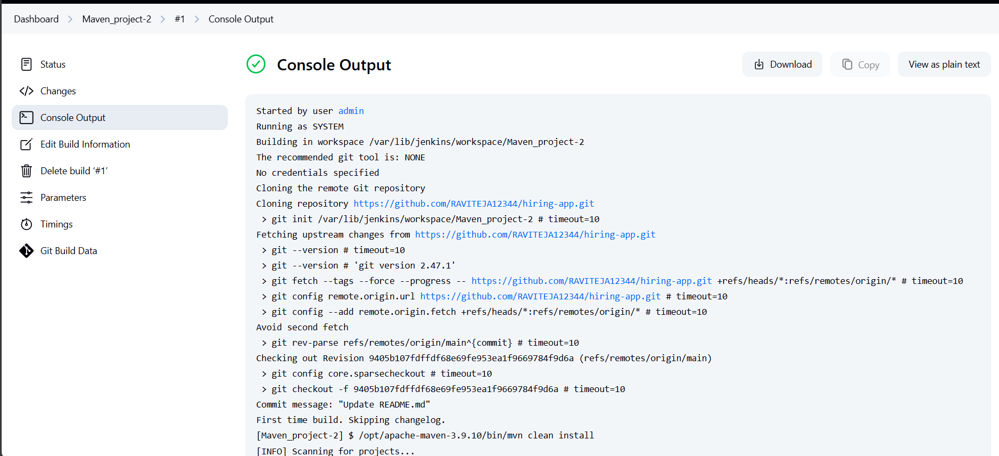 Dashboard > Maven_project-2 > #1 > Console Output
Status
Changes
Console Output
Edit Build Information
Delete build ‘#1’
Parameters
Timings
Git Build Data
Console Output
Download
Copy
View as plain text
Started by user admin
Running as SYSTEM
Building in workspace /var/lib/jenkins/workspace/Maven_project-2
The recommended git tool is: NONE
No credentials specified
Cloning the remote Git repository
Cloning repository https://github.com/RAVITEJA12344/hiring-app.git
 > git init /var/lib/jenkins/workspace/Maven_project-2 # timeout=10
Fetching upstream changes from https://github.com/RAVITEJA12344/hiring-app.git
 > git --version # timeout=10
 > git --version # 'git version 2.47.1'
 > git fetch --tags --force --progress -- https://github.com/RAVITEJA12344/hiring-app.git +refs/heads/*:refs/remotes/origin/* # timeout=10
 > git config remote.origin.url https://github.com/RAVITEJA12344/hiring-app.git # timeout=10
 > git config --add remote.origin.fetch +refs/heads/*:refs/remotes/origin/* # timeout=10
Avoid second fetch
 > git rev-parse refs/remotes/origin/main^{commit} # timeout=10
Checking out Revision 9405b107fdffdf68e69fe953ea1f9669784f9d6a (refs/remotes/origin/main)
 > git config core.sparsecheckout # timeout=10
 > git checkout -f 9405b107fdffdf68e69fe953ea1f9669784f9d6a # timeout=10
Commit message: "Update README.md"
First time build. Skipping changelog.
[Maven_project-2] $ /opt/apache-maven-3.9.10/bin/mvn clean install
[INFO] Scanning for projects...